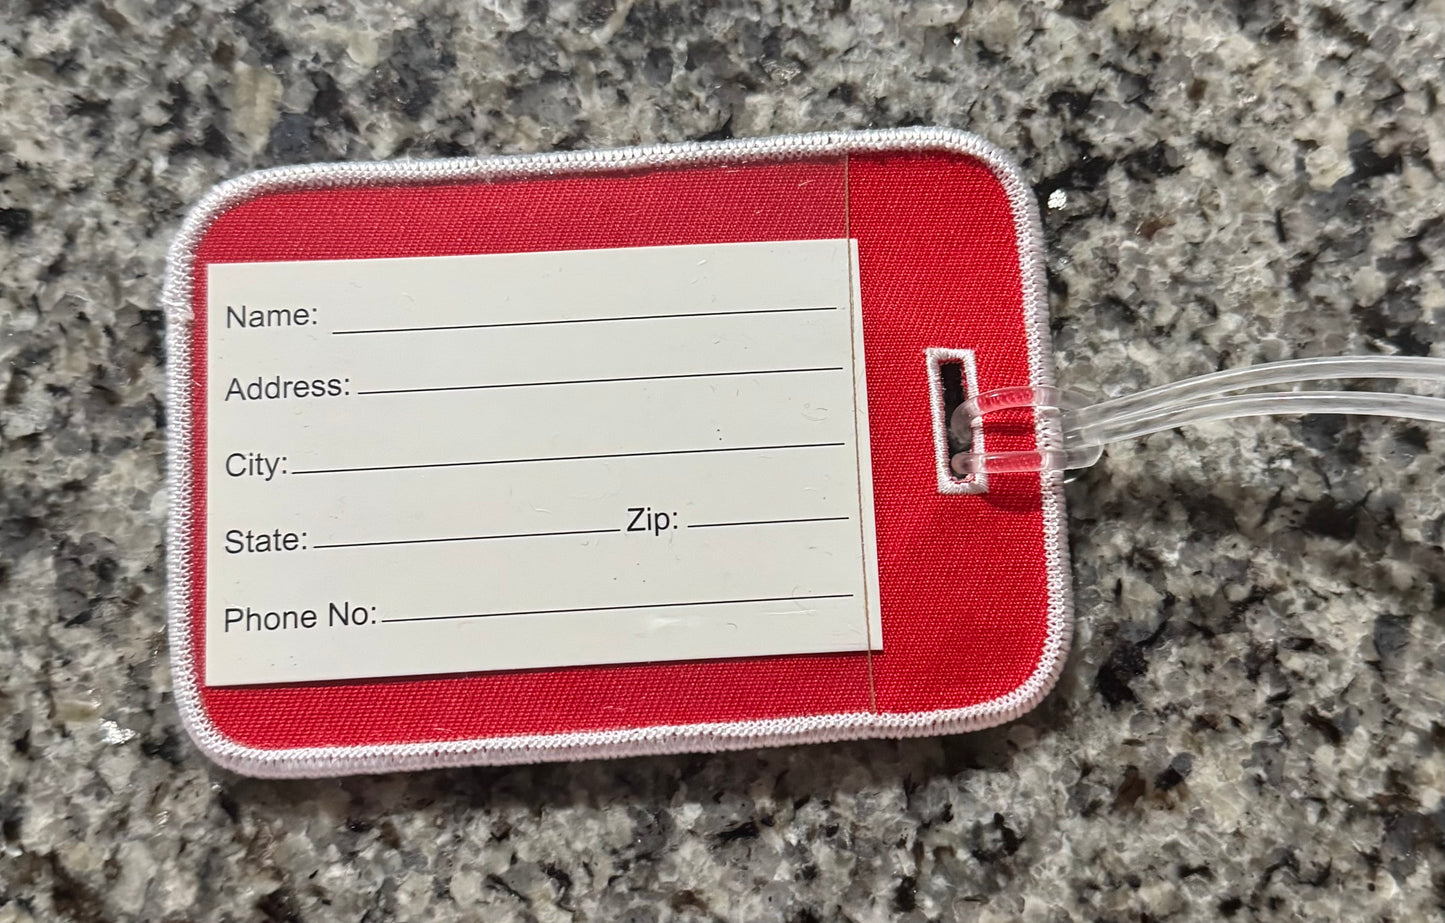 Name:
Address:
City:
State: Zip:
Phone No: